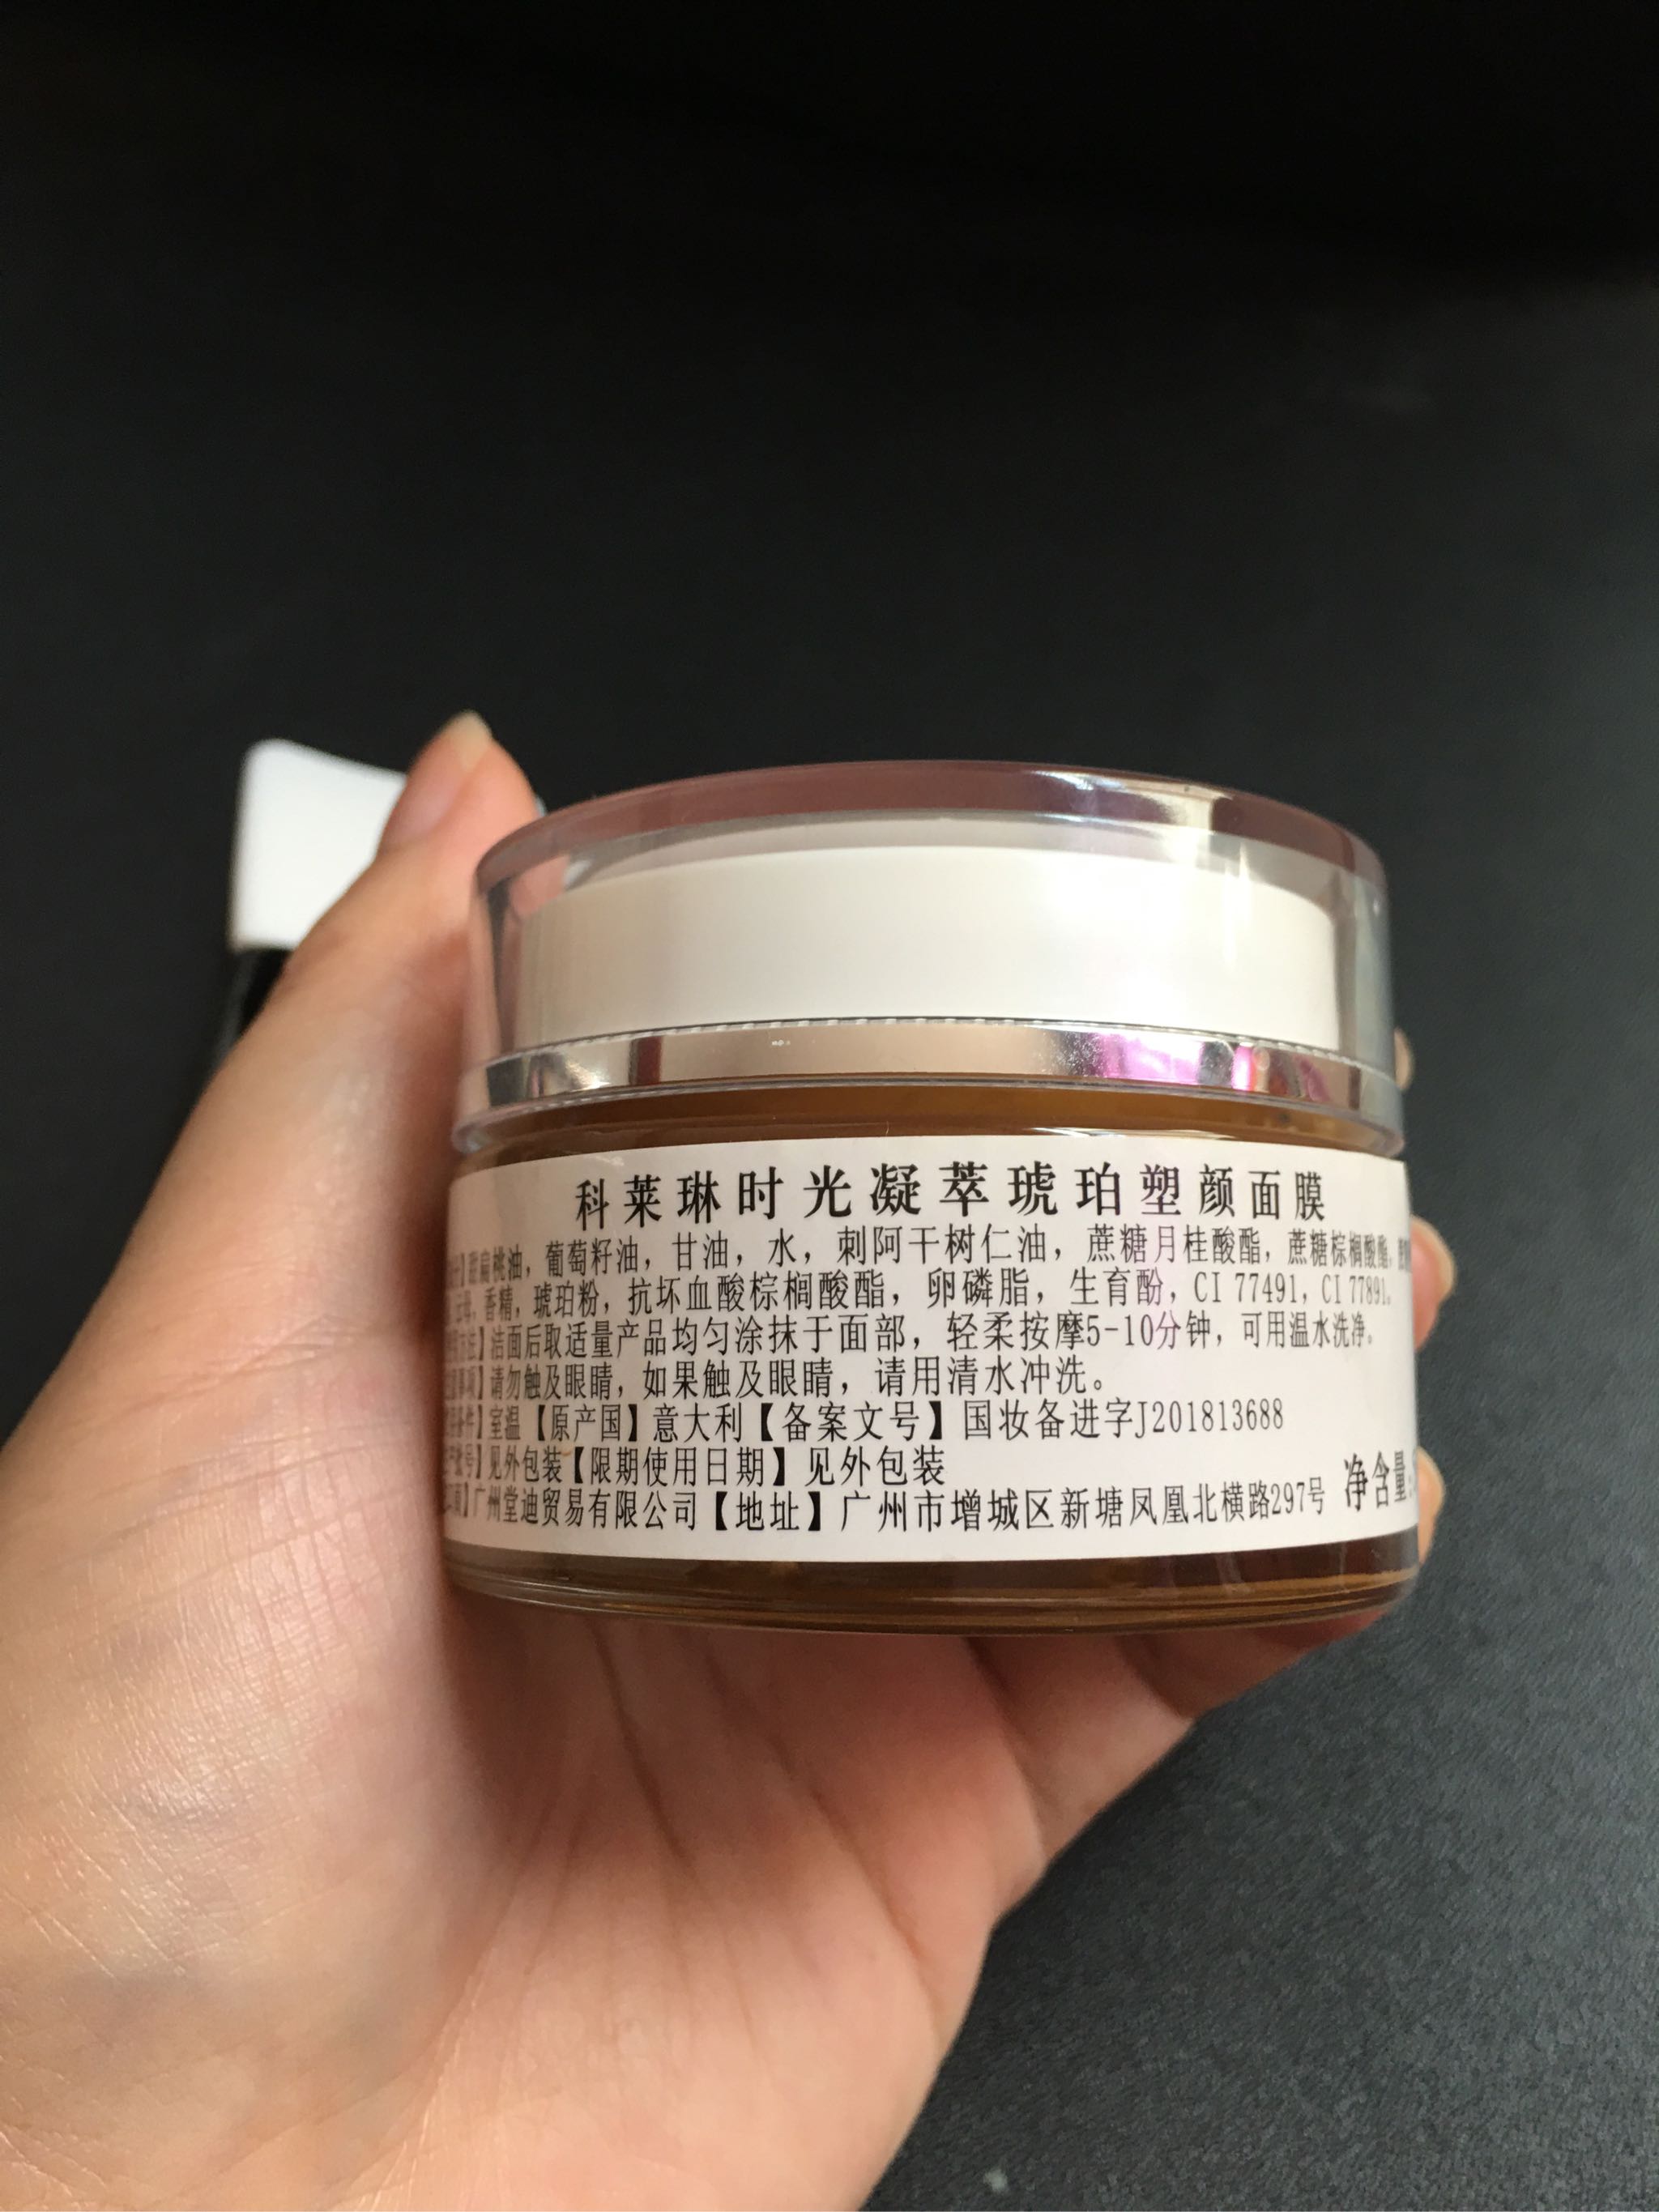 科莱琳时光凝萃琥珀塑颜面膜
甜扁桃油，葡萄籽油，甘油，水，刺阿干树仁油，蔗糖月桂酸酯，蔗糖棕榈酸酯，
云母，香精，琥珀粉，抗坏血酸棕榈酸酯，卵磷脂，生育酚，CI 77491，CI 77891。
】洁面后取适量产品均匀涂抹于面部，轻柔按摩5-10分钟，可用温水洗净。
事项】请勿触及眼睛，如果触及眼睛，请用清水冲洗。
条件】室温【原产国】意大利【备案文号】国妆备进字J201813688
批号】见外包装【限期使用日期】见外包装
】广州堂迪贸易有限公司【地址】广州市增城区新塘凤凰北横路297号
净含量: